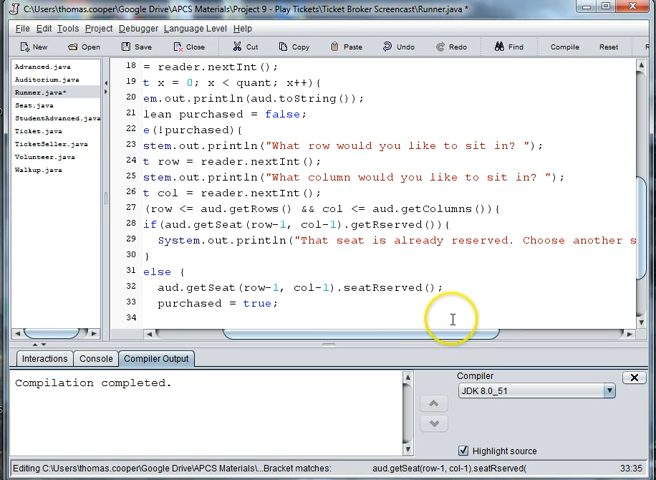 C:\Users\thomas.cooper\Google Drive\APCS Materials\Project 9 - Play Tickets\Ticket Broker Screencast\Runner.java *
File Edit Tools Project Debugger Language Level Help
New Open Save Close Cut Copy Paste Undo Redo Find Compile Reset
Advanced.java
Auditorium.java
Runner.java*
Seat.java
StudentAdvanced.java
Ticket.java
TicketSeller.java
Volunteer.java
Walkup.java
18 = reader.nextInt();
19 t x = 0; x < quant; x++){
20 em.out.println(aud.toString());
21 lean purchased = false;
22 e(!purchased){
23 stem.out.println("What row would you like to sit in? ");
24 t row = reader.nextInt();
25 stem.out.println("What column would you like to sit in? ");
26 t col = reader.nextInt();
27 (row <= aud.getRows() && col <= aud.getColumns()){
28 if(aud.getSeat(row-1, col-1).getRserved()){
29 System.out.println("That seat is already reserved. Choose another s
30 }
31 else {
32 aud.getSeat(row-1, col-1).seatRserved();
33 purchased = true;
34
Interactions Console Compiler Output
Compilation completed.
Compiler
JDK 8.0_51
Highlight source
Editing C:\Users\thomas.cooper\Google Drive\APCS Materials\...Bracket matches: aud.getSeat(row-1, col-1).seatRserved( 33:35